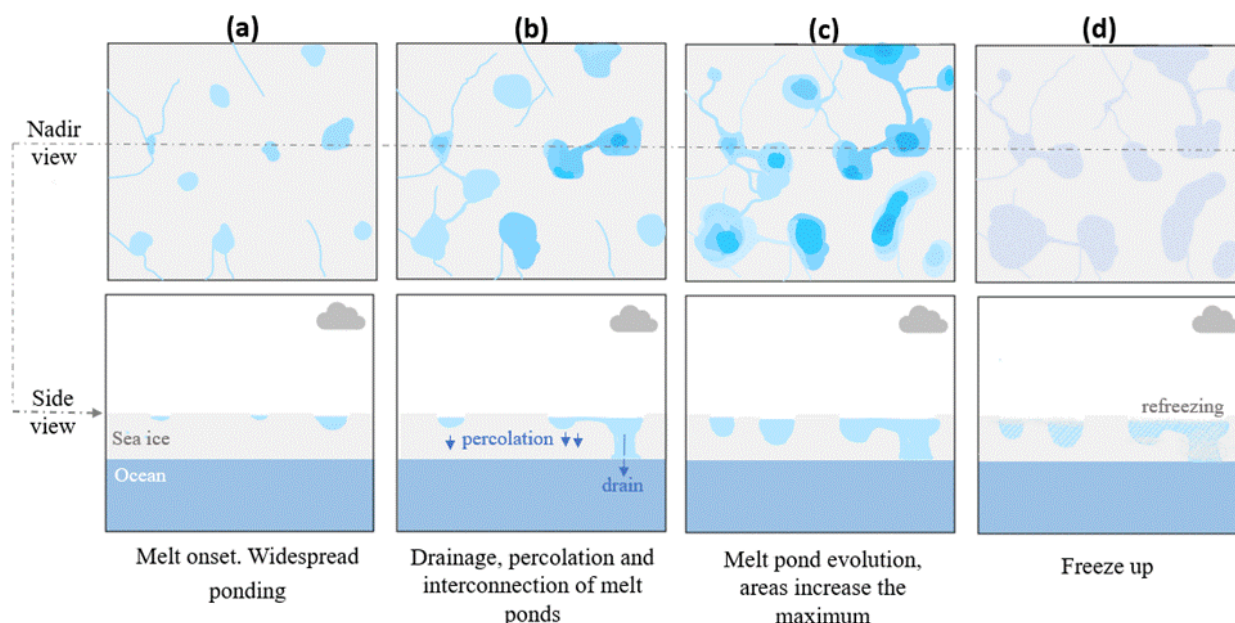 (a)
(b)
(c)
(d)
Nadir
view
Side
view
Sea ice
Ocean
percolation
drain
refreezing
Melt onset. Widespread
ponding
Drainage, percolation and
interconnection of melt
ponds
Melt pond evolution,
areas increase the
maximum
Freeze up